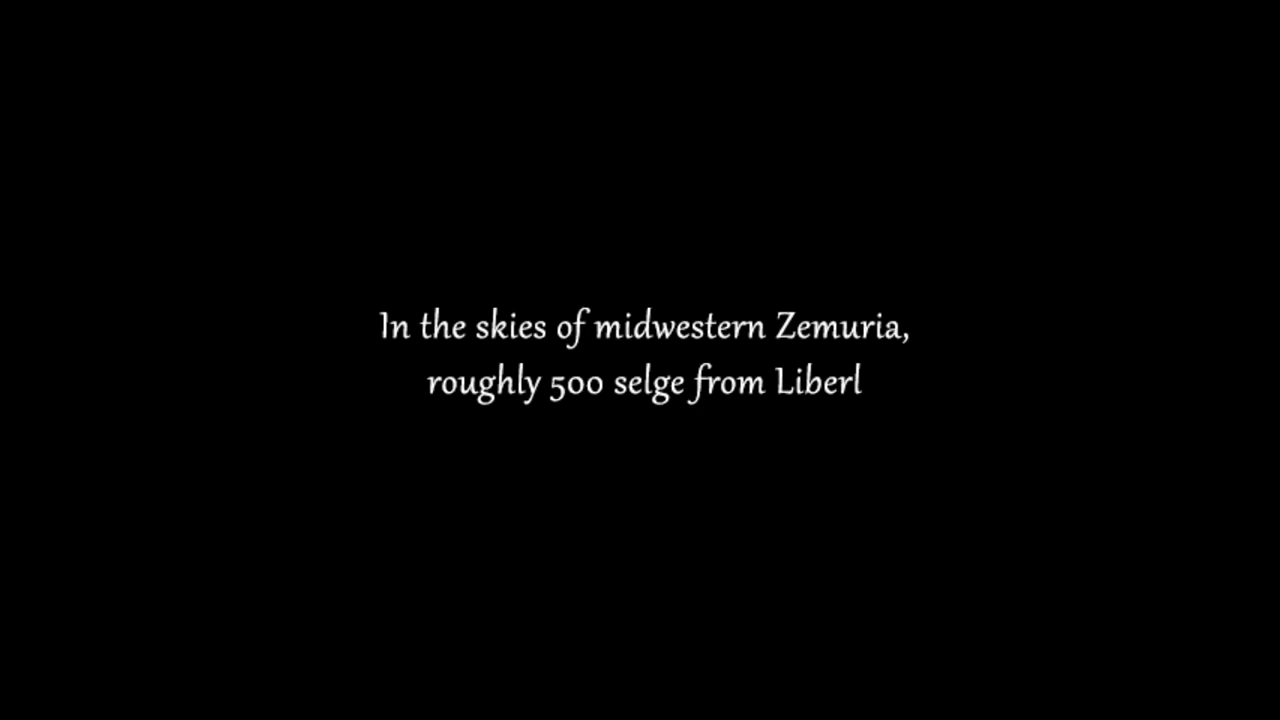 In the skies of midwestern Zemuria,
roughly 500 selge from Liberl